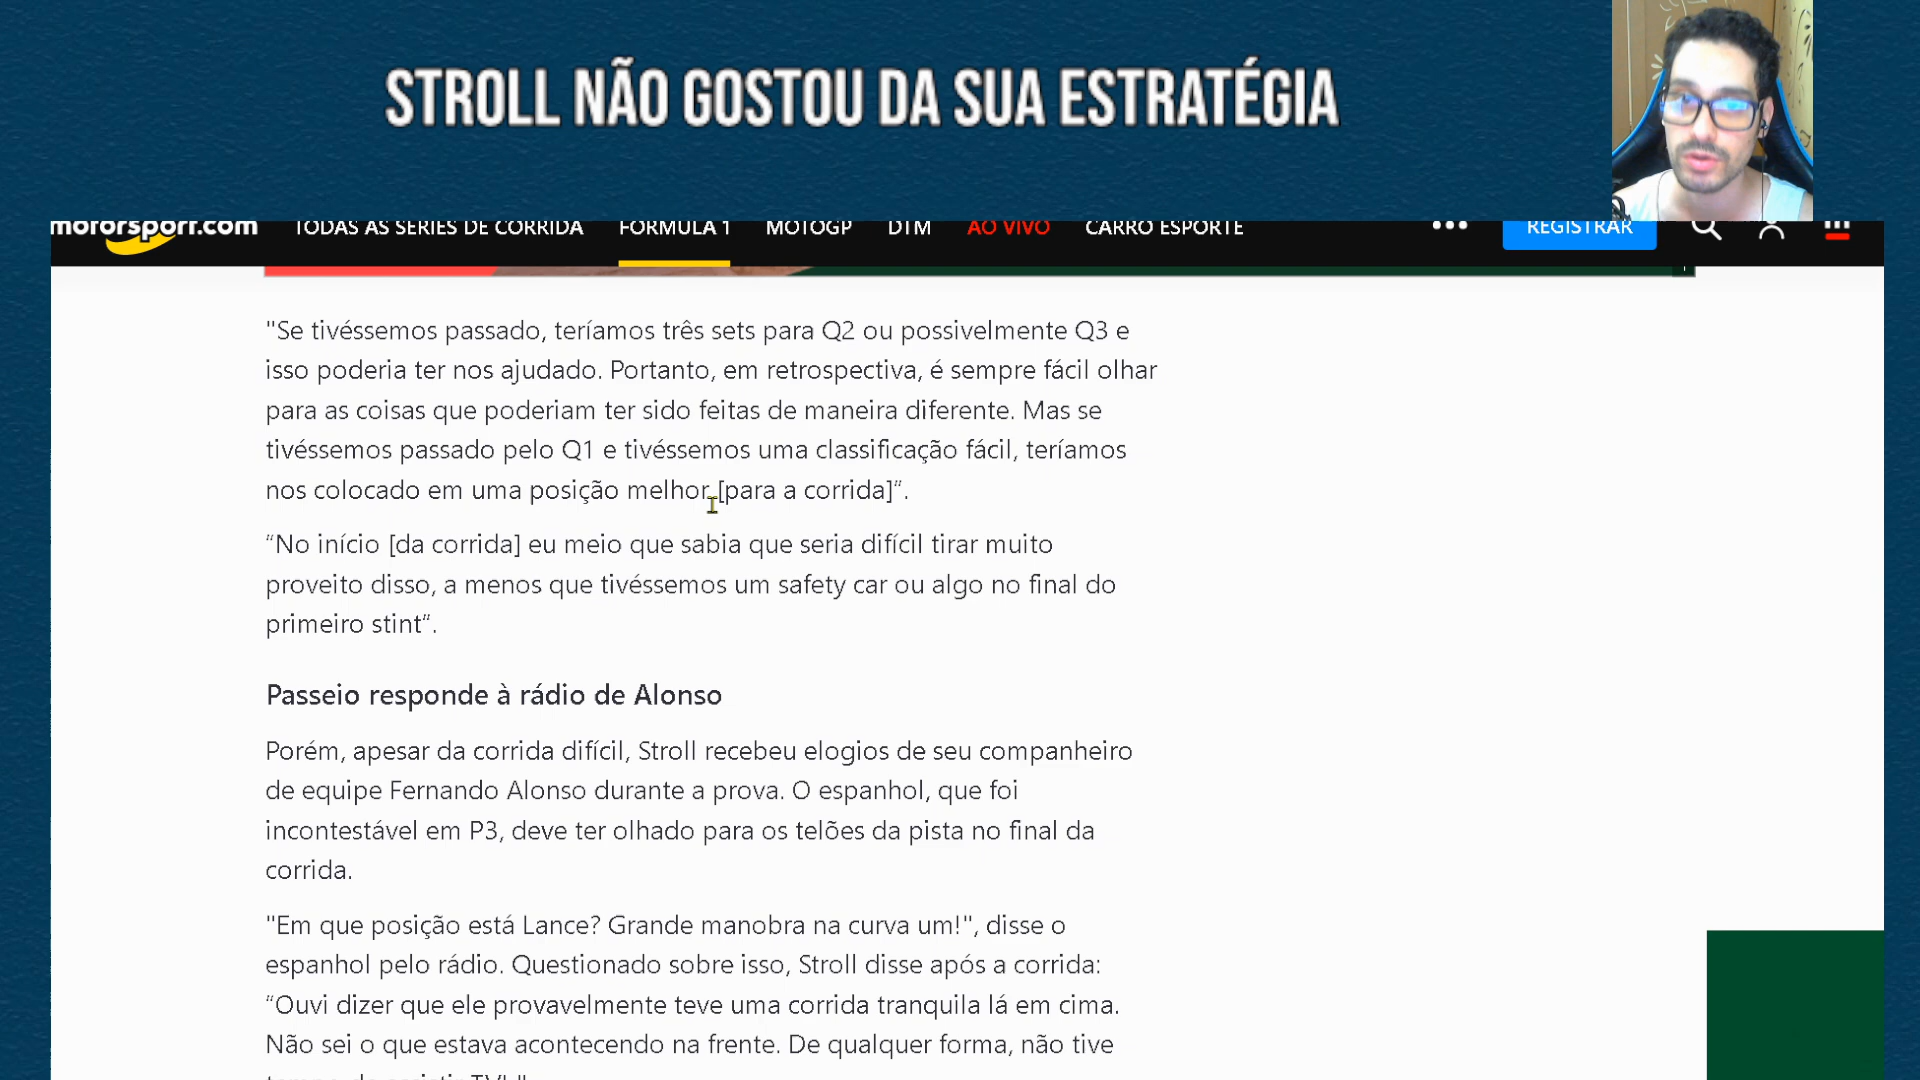 STROLL NÃO GOSTOU DA SUA ESTRATÉGIA
motorsport.com TODAS AS SÉRIES DE CORRIDA FÓRMULA 1 MOTOGP DTM AO VIVO CARRO ESPORTE ••• REGISTRAR
"Se tivéssemos passado, teríamos três sets para Q2 ou possivelmente Q3 e
isso poderia ter nos ajudado. Portanto, em retrospectiva, é sempre fácil olhar
para as coisas que poderiam ter sido feitas de maneira diferente. Mas se
tivéssemos passado pelo Q1 e tivéssemos uma classificação fácil, teríamos
nos colocado em uma posição melhor [para a corrida]”.
“No início [da corrida] eu meio que sabia que seria difícil tirar muito
proveito disso, a menos que tivéssemos um safety car ou algo no final do
primeiro stint”.
Passeio responde à rádio de Alonso
Porém, apesar da corrida difícil, Stroll recebeu elogios de seu companheiro
de equipe Fernando Alonso durante a prova. O espanhol, que foi
incontestável em P3, deve ter olhado para os telões da pista no final da
corrida.
"Em que posição está Lance? Grande manobra na curva um!", disse o
espanhol pelo rádio. Questionado sobre isso, Stroll disse após a corrida:
“Ouvi dizer que ele provavelmente teve uma corrida tranquila lá em cima.
Não sei o que estava acontecendo na frente. De qualquer forma, não tive